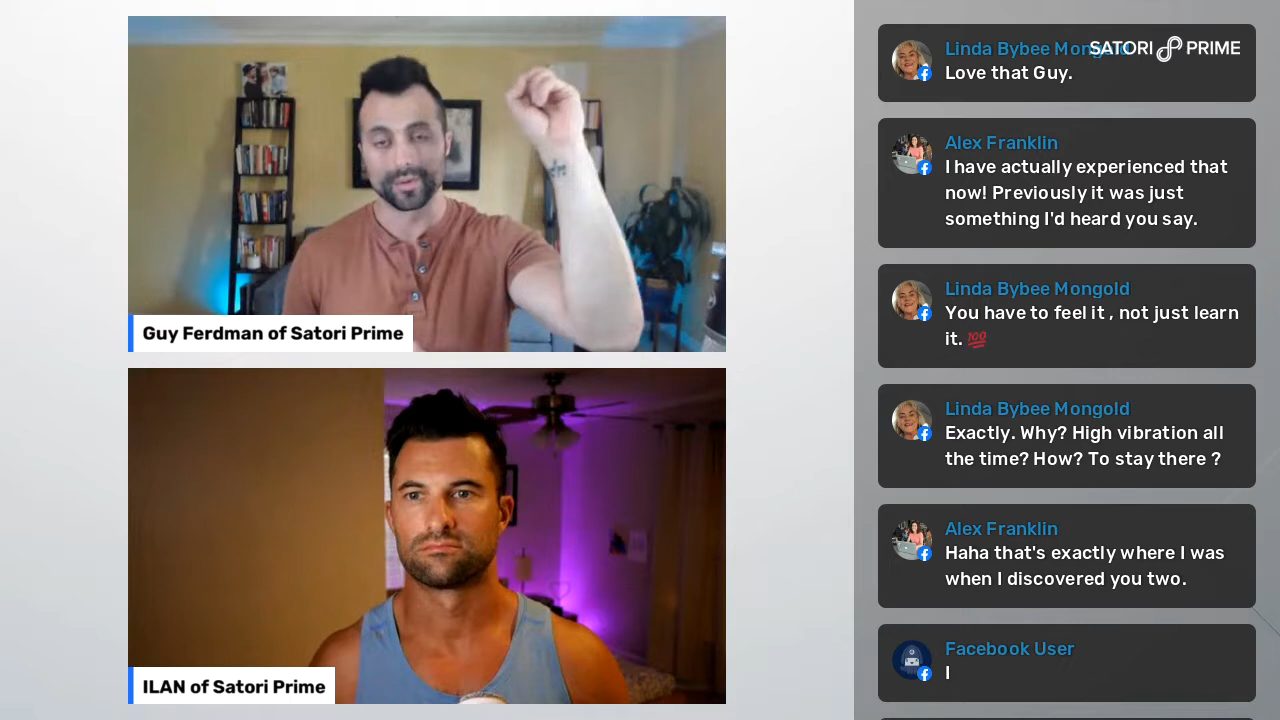 Guy Ferdman of Satori Prime
ILAN of Satori Prime
SATORI PRIME
Linda Bybee Mongold
Love that Guy.
Alex Franklin
I have actually experienced that
now! Previously it was just
something I'd heard you say.
Linda Bybee Mongold
You have to feel it , not just learn
it. 💯
Linda Bybee Mongold
Exactly. Why? High vibration all
the time? How? To stay there ?
Alex Franklin
Haha that's exactly where I was
when I discovered you two.
Facebook User
I